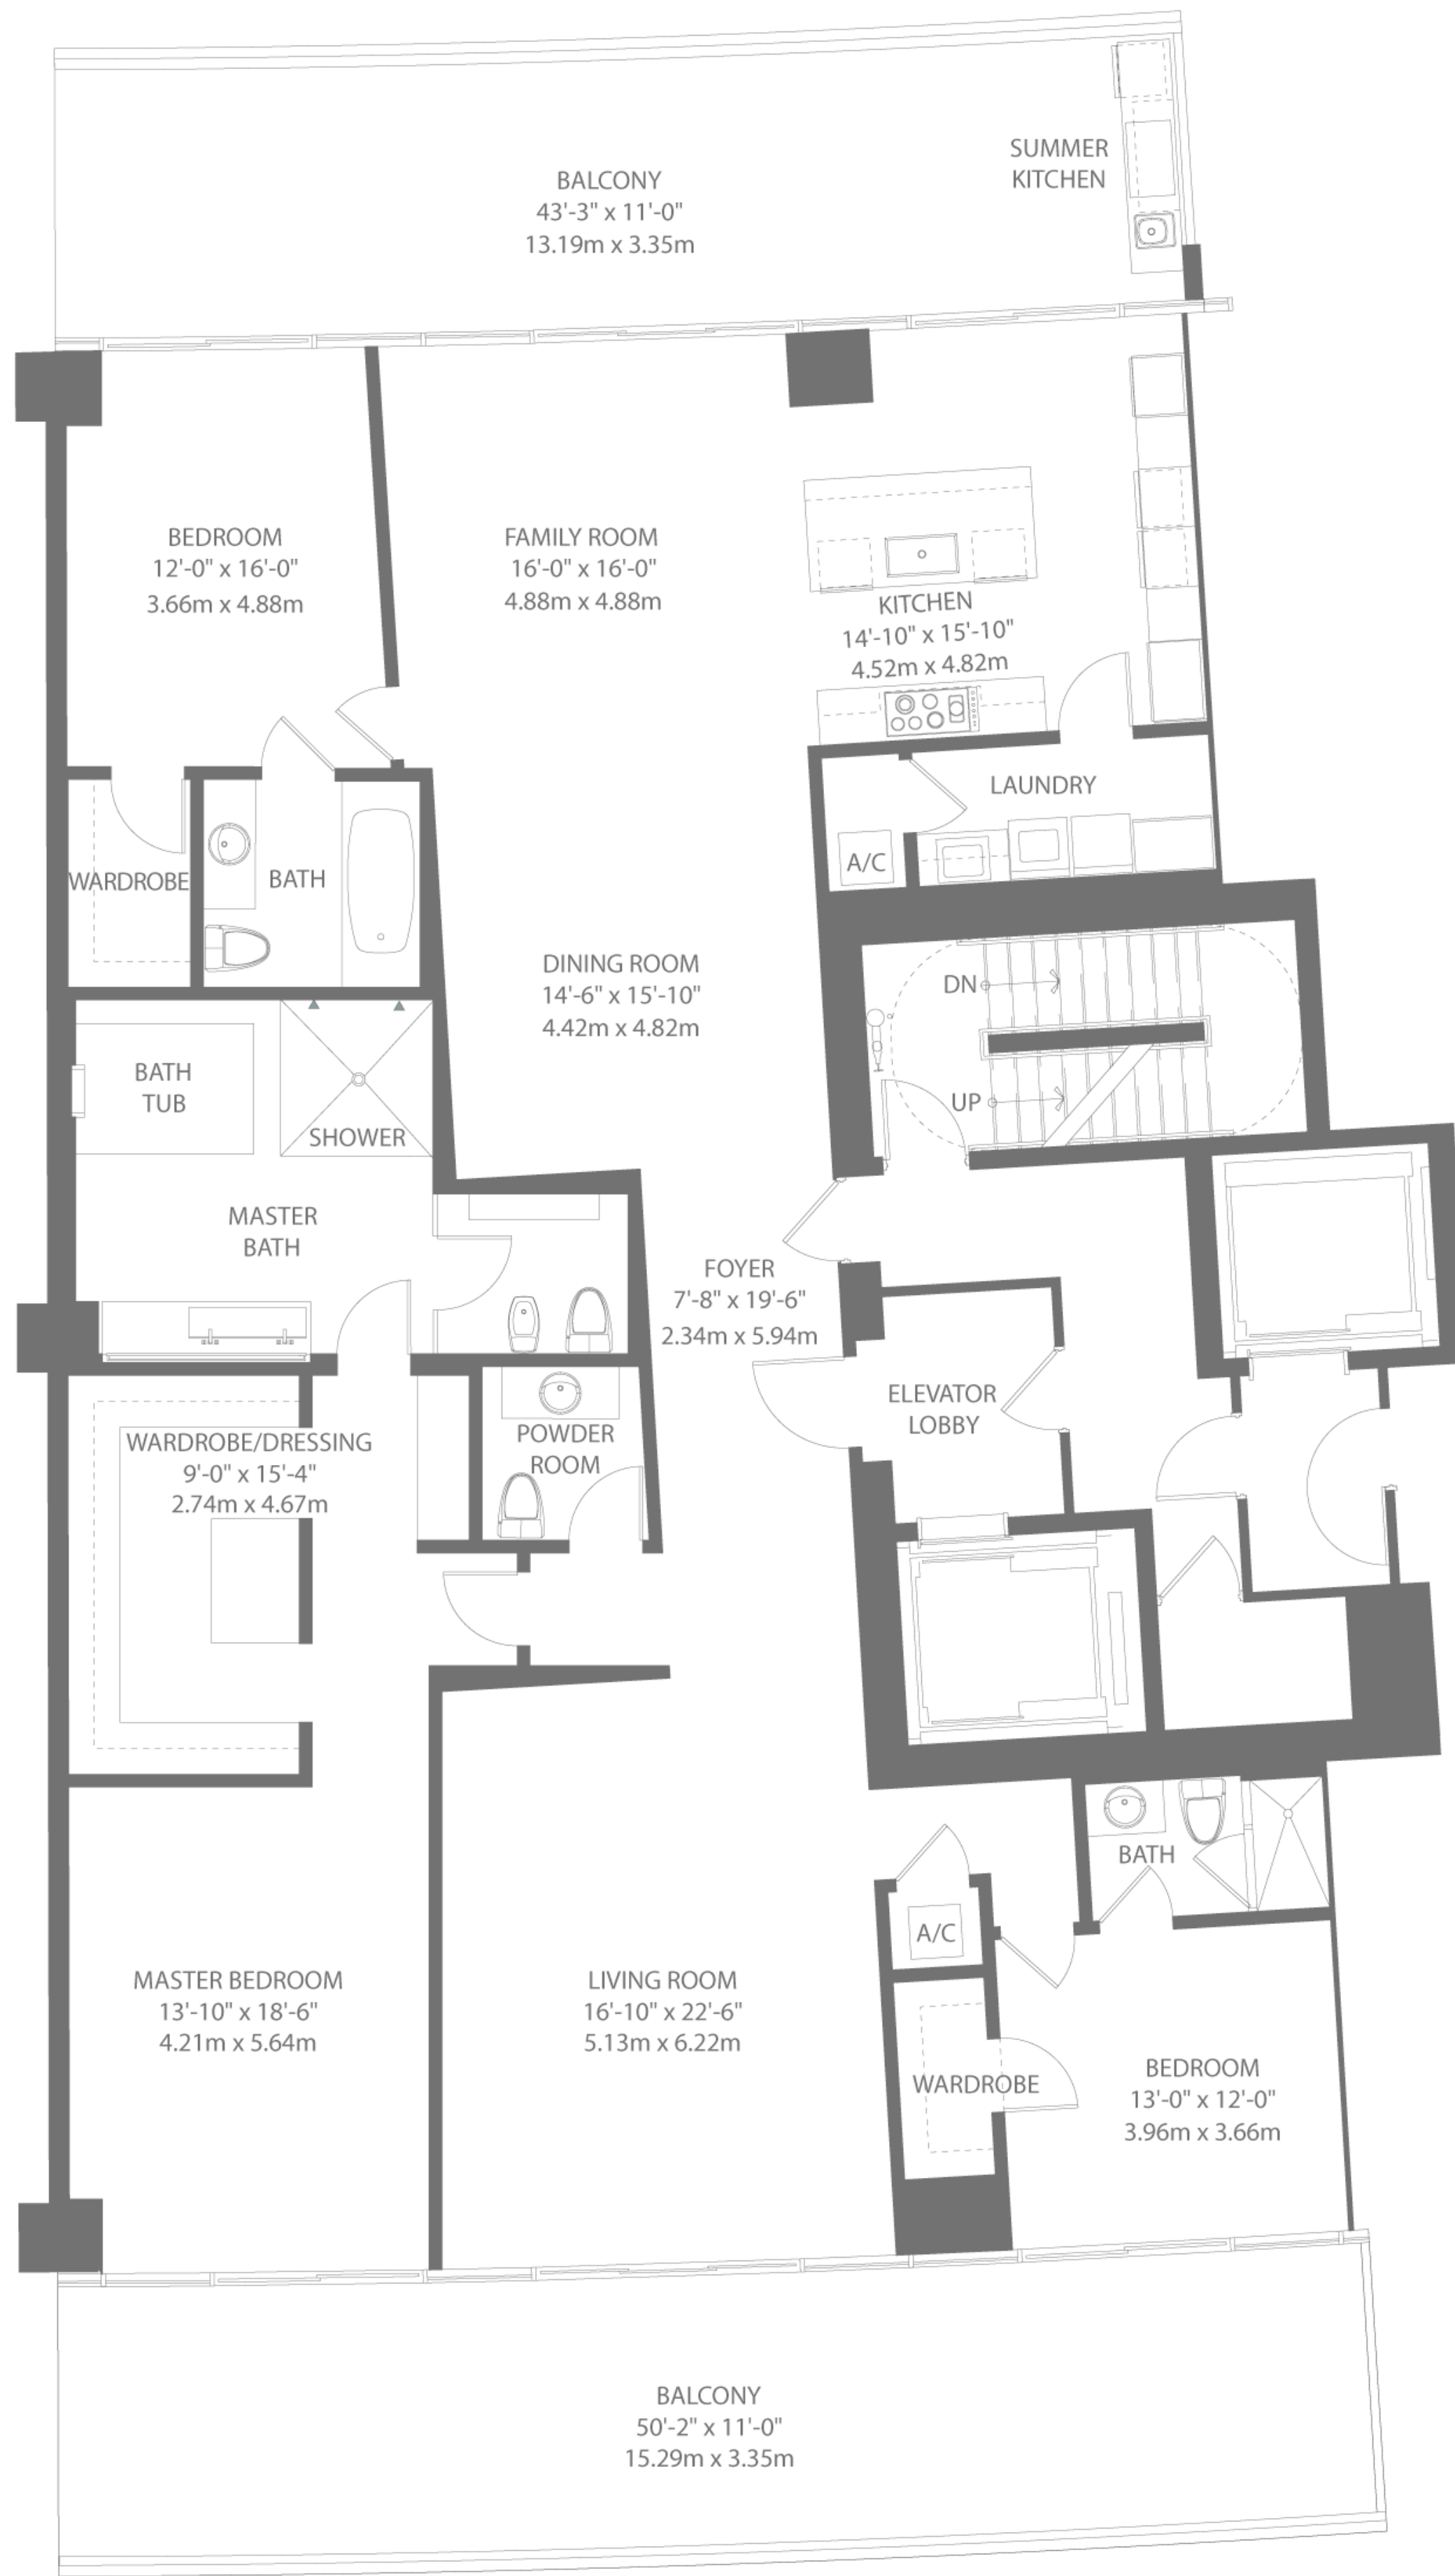 SUMMER
KITCHEN
BALCONY
43'-3" x 11'-0"
13.19m x 3.35m
BEDROOM
12'-0" x 16'-0"
3.66m x 4.88m
FAMILY ROOM
16'-0" x 16'-0"
4.88m x 4.88m
KITCHEN
14'-10" x 15'-10"
4.52m x 4.82m
LAUNDRY
A/C
WARDROBE
BATH
DINING ROOM
14'-6" x 15'-10"
4.42m x 4.82m
DN
UP
BATH
TUB
SHOWER
MASTER
BATH
FOYER
7'-8" x 19'-6"
2.34m x 5.94m
ELEVATOR
LOBBY
POWDER
ROOM
WARDROBE/DRESSING
9'-0" x 15'-4"
2.74m x 4.67m
BATH
A/C
MASTER BEDROOM
13'-10" x 18'-6"
4.21m x 5.64m
LIVING ROOM
16'-10" x 22'-6"
5.13m x 6.22m
WARDROBE
BEDROOM
13'-0" x 12'-0"
3.96m x 3.66m
BALCONY
50'-2" x 11'-0"
15.29m x 3.35m